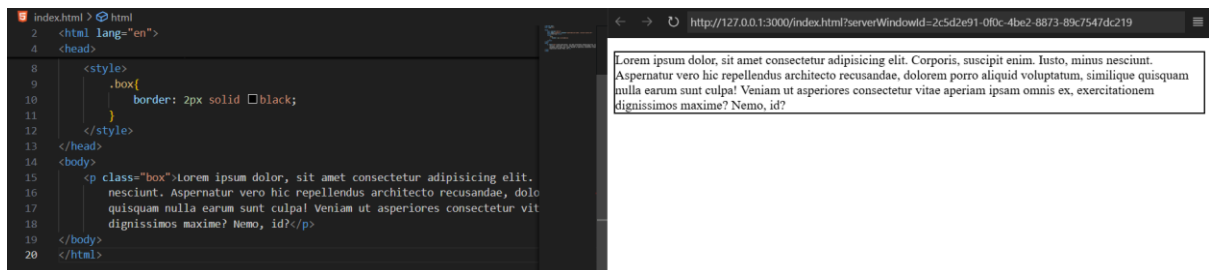 index.html > html
2 <html lang="en">
4 <head>
8 <style>
9 .box{
10 border: 2px solid black;
11 }
12 </style>
13 </head>
14 <body>
15 <p class="box">Lorem ipsum dolor, sit amet consectetur adipisicing elit.
16 nesciunt. Aspernatur vero hic repellendus architecto recusandae, dolo
17 quisquam nulla earum sunt culpa! Veniam ut asperiores consectetur vit
18 dignissimos maxime? Nemo, id?</p>
19 </body>
20 </html>
http://127.0.0.1:3000/index.html?serverWindowId=2c5d2e91-0f0c-4be2-8873-89c7547dc219
Lorem ipsum dolor, sit amet consectetur adipisicing elit. Corporis, suscipit enim. Iusto, minus nesciunt.
Aspernatur vero hic repellendus architecto recusandae, dolorem porro aliquid voluptatum, similique quisquam
nulla earum sunt culpa! Veniam ut asperiores consectetur vitae aperiam ipsam omnis ex, exercitationem
dignissimos maxime? Nemo, id?